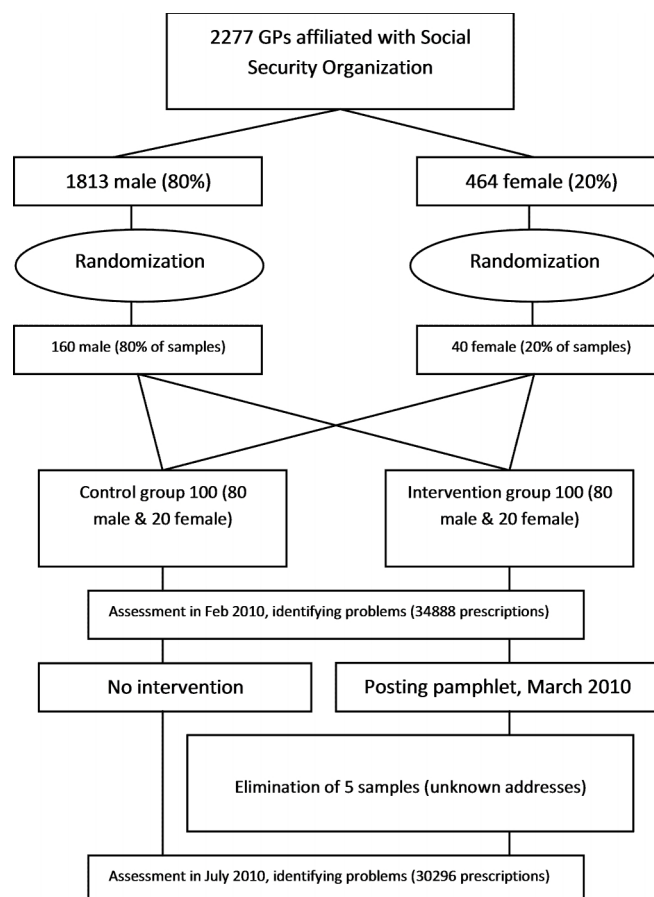 2277 GPs affiliated with Social
Security Organization
1813 male (80%)
464 female (20%)
Randomization
Randomization
160 male (80% of samples)
40 female (20% of samples)
Control group 100 (80
male & 20 female)
Intervention group 100 (80
male & 20 female)
Assessment in Feb 2010, identifying problems (34888 prescriptions)
No intervention
Posting pamphlet, March 2010
Elimination of 5 samples (unknown addresses)
Assessment in July 2010, identifying problems (30296 prescriptions)